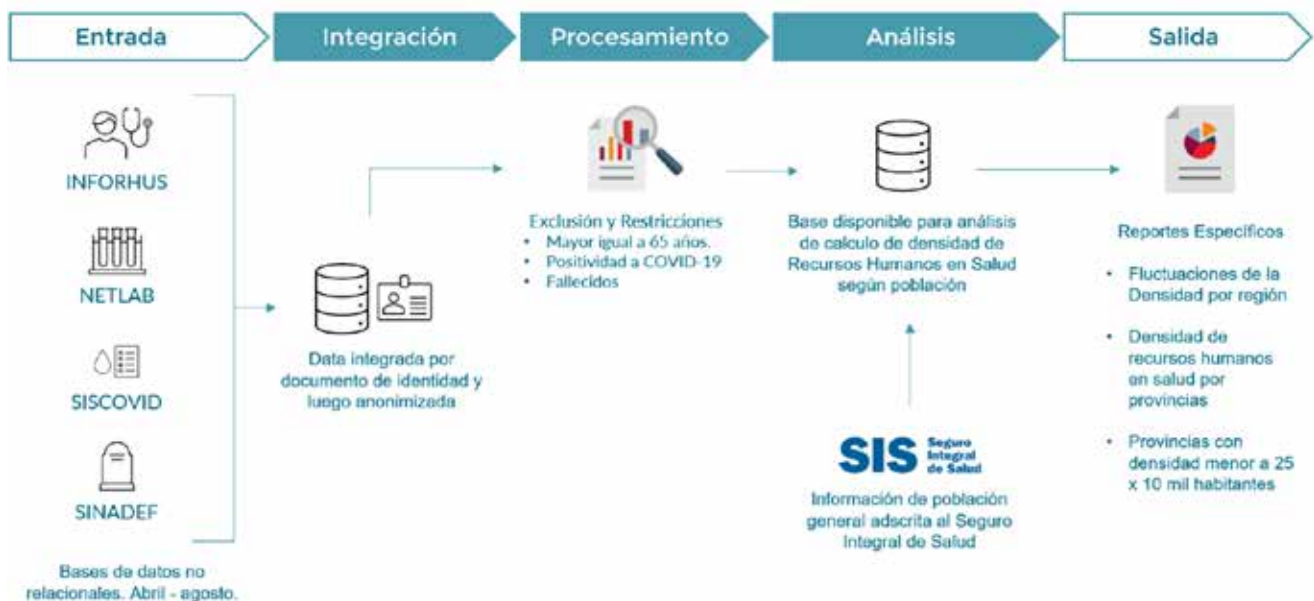 Entrada
Integración
Procesamiento
Análisis
Salida
INFORHUS
NETLAB
SISCOVID
SINADEF
Bases de datos no
relacionales. Abril - agosto.
Data integrada por
documento de identidad y
luego anonimizada
Exclusión y Restricciones
• Mayor igual a 65 años.
• Positividad a COVID-19
• Fallecidos
Base disponible para análisis
de calculo de densidad de
Recursos Humanos en Salud
según población
SIS Seguro
Integral
de Salud
Información de población
general adscrita al Seguro
Integral de Salud
Reportes Específicos
• Fluctuaciones de la
Densidad por región
• Densidad de
recursos humanos
en salud por
provincias
• Provincias con
densidad menor a 25
x 10 mil habitantes